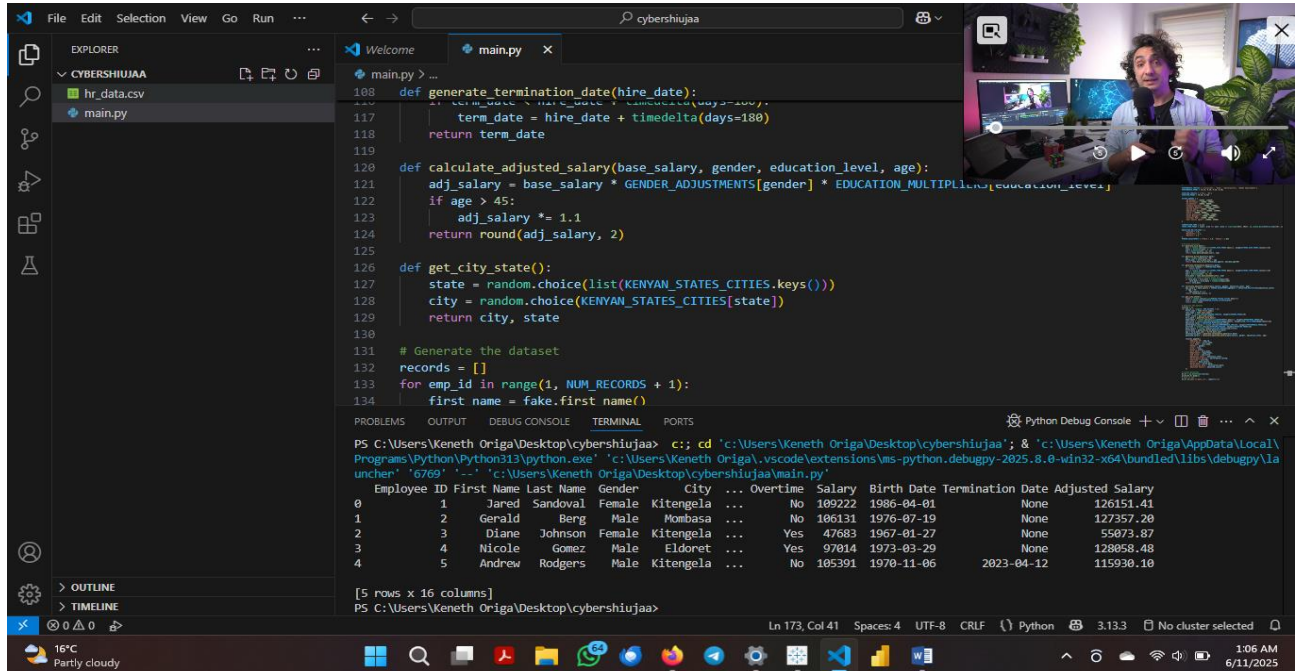 File Edit Selection View Go Run ... cybershiujaa
EXPLORER
CYBERSHIUJAA
hr_data.csv
main.py
OUTLINE
TIMELINE
Welcome main.py
main.py > ...
108 def generate_termination_date(hire_date):
117 term_date = hire_date + timedelta(days=180)
118 return term_date
119
120 def calculate_adjusted_salary(base_salary, gender, education_level, age):
121 adj_salary = base_salary * GENDER_ADJUSTMENTS[gender] * EDUCATION_MULTIPLIERS[education_level]
122 if age > 45:
123 adj_salary *= 1.1
124 return round(adj_salary, 2)
125
126 def get_city_state():
127 state = random.choice(list(KENYAN_STATES_CITIES.keys()))
128 city = random.choice(KENYAN_STATES_CITIES[state])
129 return city, state
130
131 # Generate the dataset
132 records = []
133 for emp_id in range(1, NUM_RECORDS + 1):
134 first_name = fake.first_name()
PROBLEMS OUTPUT DEBUG CONSOLE TERMINAL PORTS Python Debug Console
PS C:\Users\Keneth Origa\Desktop\cybershiujaa> c:; cd 'c:\Users\Keneth Origa\Desktop\cybershiujaa'; & 'c:\Users\Keneth Origa\AppData\Local\
Programs\Python\Python313\python.exe' 'c:\Users\Keneth Origa\.vscode\extensions\ms-python.debugpy-2025.8.0-win32-x64\bundled\libs\debugpy\la
uncher' '6769' '--' 'c:\Users\Keneth Origa\Desktop\cybershiujaa\main.py'
Employee ID First Name Last Name Gender City ... Overtime Salary Birth Date Termination Date Adjusted Salary
0 1 Jared Sandoval Female Kitengela ... No 109222 1986-04-01 None 126151.41
1 2 Gerald Berg Male Mombasa ... No 106131 1976-07-19 None 127357.20
2 3 Diane Johnson Female Kitengela ... Yes 47683 1967-01-27 None 55073.87
3 4 Nicole Gomez Male Eldoret ... Yes 97014 1973-03-29 None 128058.48
4 5 Andrew Rodgers Male Kitengela ... No 105391 1970-11-06 2023-04-12 115930.10
[5 rows x 16 columns]
PS C:\Users\Keneth Origa\Desktop\cybershiujaa>
0 0 Ln 173, Col 41 Spaces: 4 UTF-8 CRLF Python 3.13.3 No cluster selected
16°C
Partly cloudy
64
1:06 AM
6/11/2025